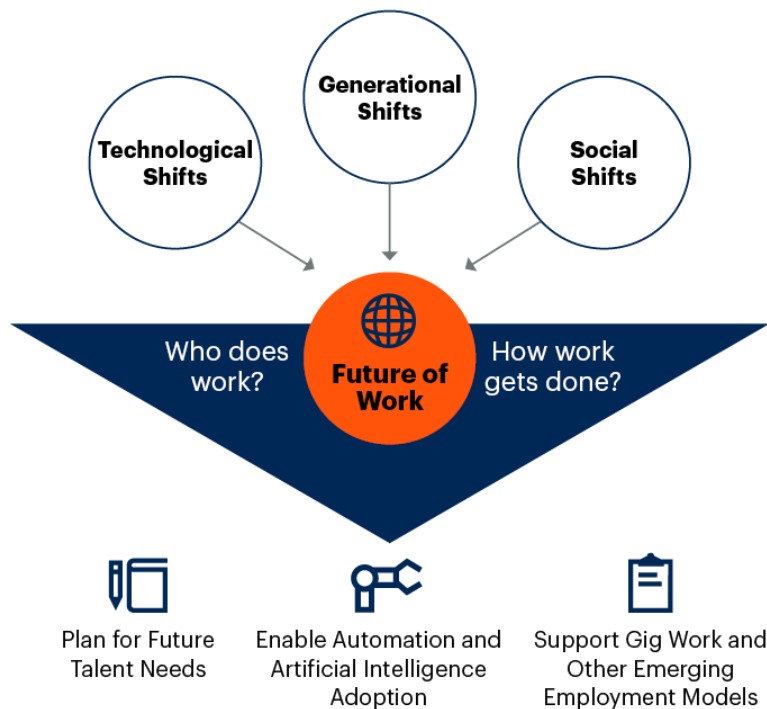 Generational
Shifts
Technological
Shifts
Social
Shifts
Who does
work?
Future of
Work
How work
gets done?
Plan for Future
Talent Needs
Enable Automation and
Artificial Intelligence
Adoption
Support Gig Work and
Other Emerging
Employment Models